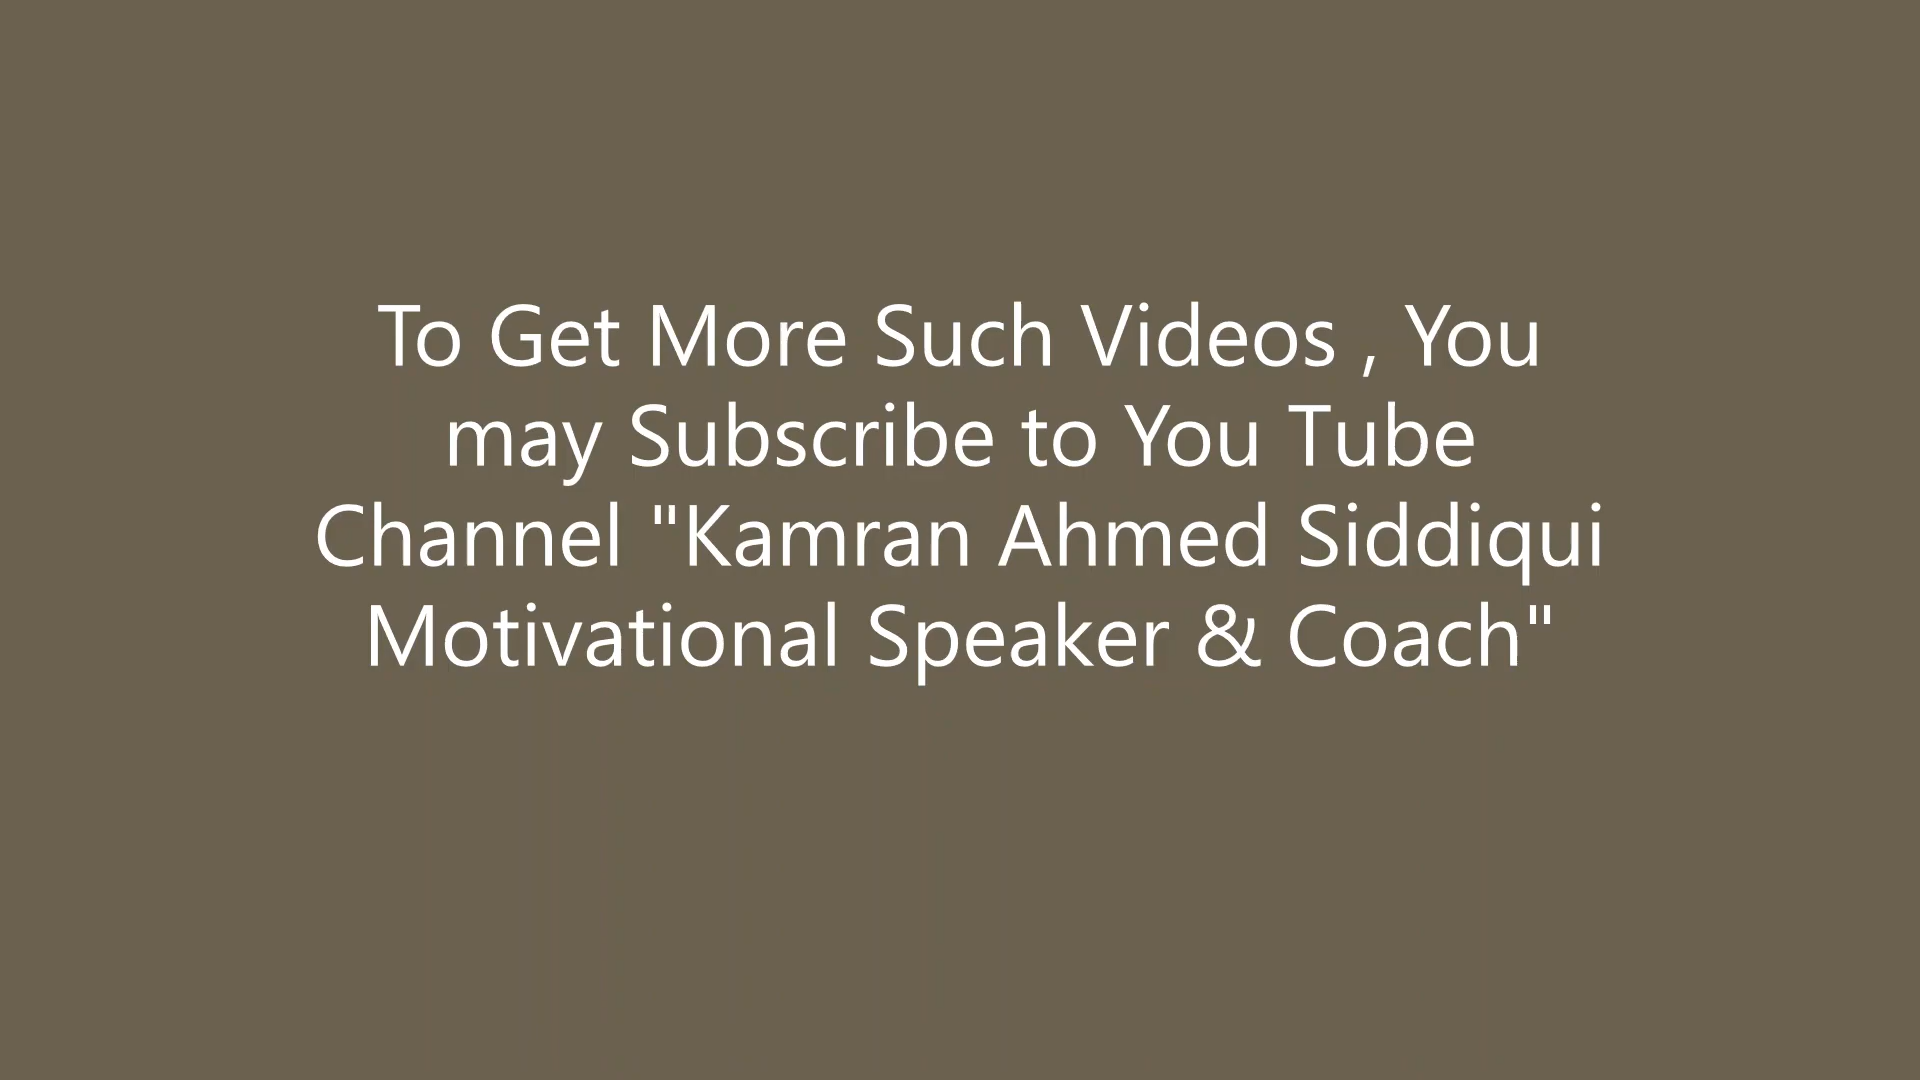 To Get More Such Videos , You
may Subscribe to You Tube
Channel "Kamran Ahmed Siddiqui
Motivational Speaker & Coach"